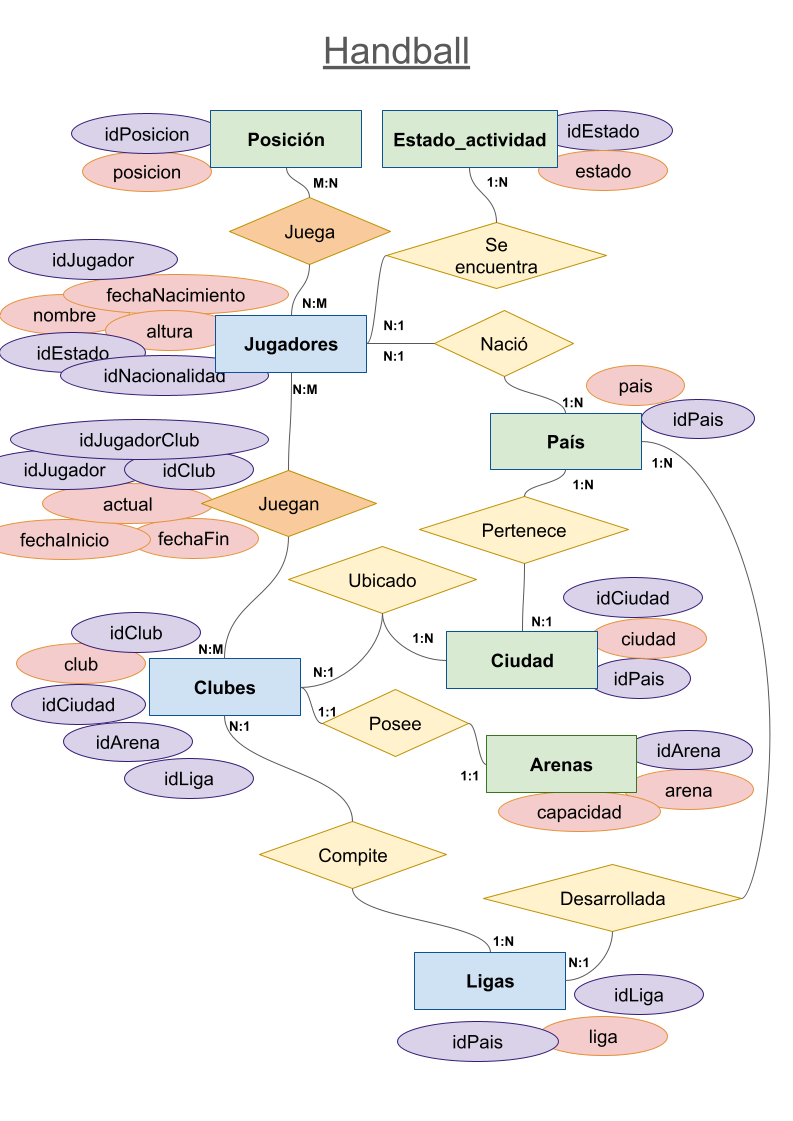 Handball
idPosicion
Posición
Estado_actividad
idEstado
posicion
estado
M:N
1:N
Juega
Se
encuentra
idJugador
fechaNacimiento
nombre
altura
N:M
N:1
Jugadores
Nació
idEstado
N:1
idNacionalidad
N:M
1:N
pais
idPais
idJugadorClub
País
1:N
idJugador
idClub
1:N
actual
Juegan
Pertenece
fechaInicio
fechaFin
Ubicado
idCiudad
N:1
idClub
1:N
ciudad
N:M
club
N:1
Ciudad
idPais
Clubes
idCiudad
1:1
N:1
Posee
idArena
idArena
Arenas
1:1
idLiga
arena
capacidad
Compite
Desarrollada
1:N
N:1
Ligas
idLiga
idPais
liga